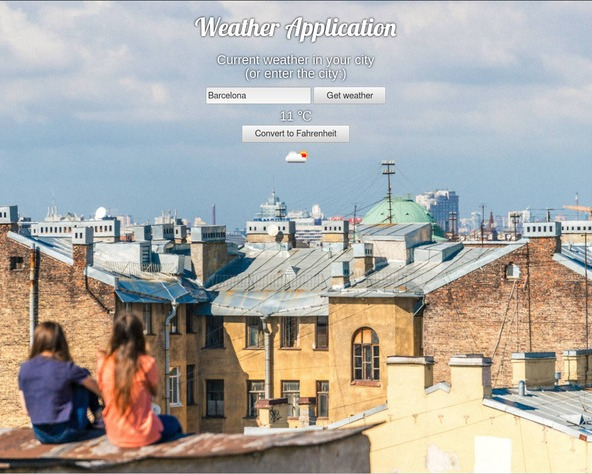 Weather Application
Current weather in your city
(or enter the city:)
Barcelona
Get weather
11 °C
Convert to Fahrenheit